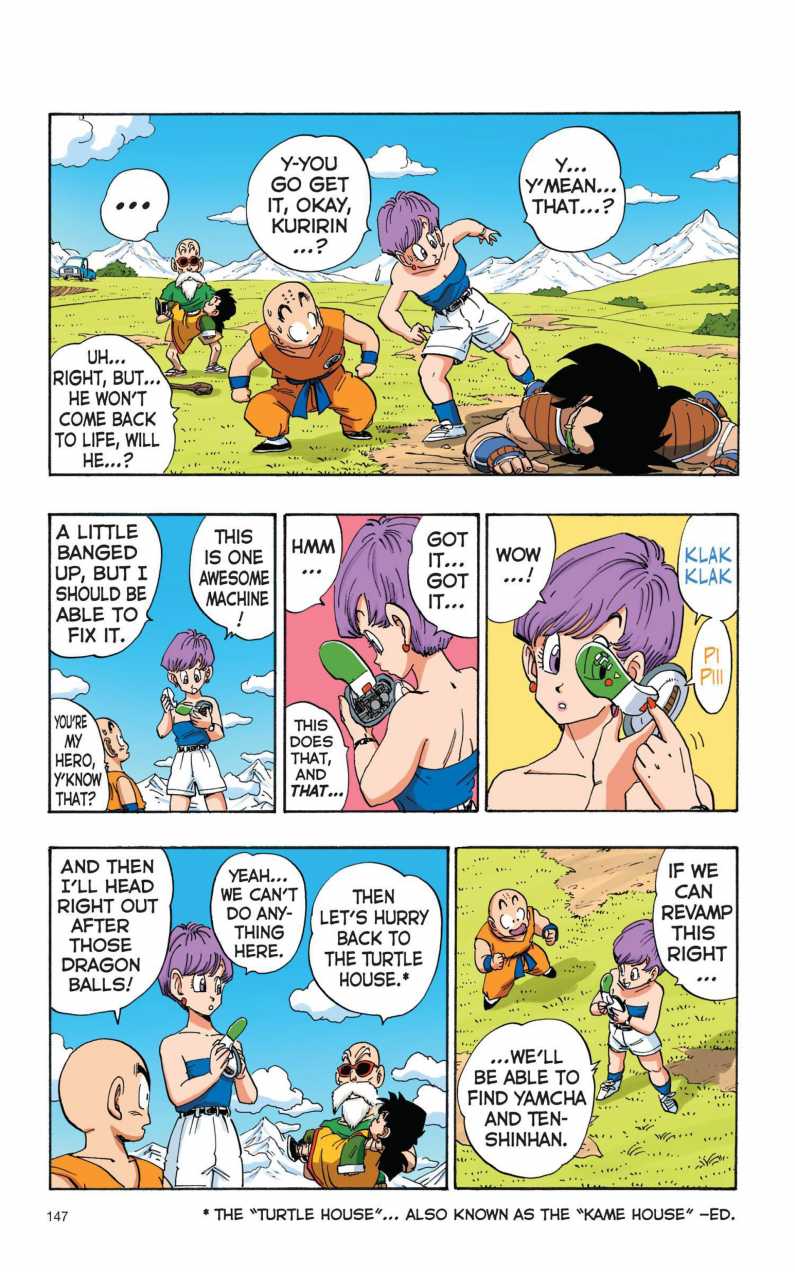 Y...
Y'MEAN...
THAT...?
Y-YOU
GO GET
IT, OKAY,
KURIRIN
...?
...
UH...
RIGHT, BUT...
HE WON'T
COME BACK
TO LIFE, WILL
HE...?
KLAK
KLAK
PI
PIII
WOW
...!
GOT
IT...
GOT
IT...
HMM
...
THIS
DOES
THAT,
AND
THAT...
THIS
IS ONE
AWESOME
MACHINE
!
A LITTLE
BANGED
UP, BUT I
SHOULD BE
ABLE TO
FIX IT.
YOU'RE
MY
HERO,
Y'KNOW
THAT?
IF WE
CAN
REVAMP
THIS
RIGHT
...
...WE'LL
BE ABLE TO
FIND YAMCHA
AND TEN-
SHINHAN.
THEN
LET'S HURRY
BACK TO
THE TURTLE
HOUSE.*
YEAH...
WE CAN'T
DO ANY-
THING
HERE.
AND THEN
I'LL HEAD
RIGHT OUT
AFTER
THOSE
DRAGON
BALLS!
147
* THE "TURTLE HOUSE"... ALSO KNOWN AS THE "KAME HOUSE" –ED.